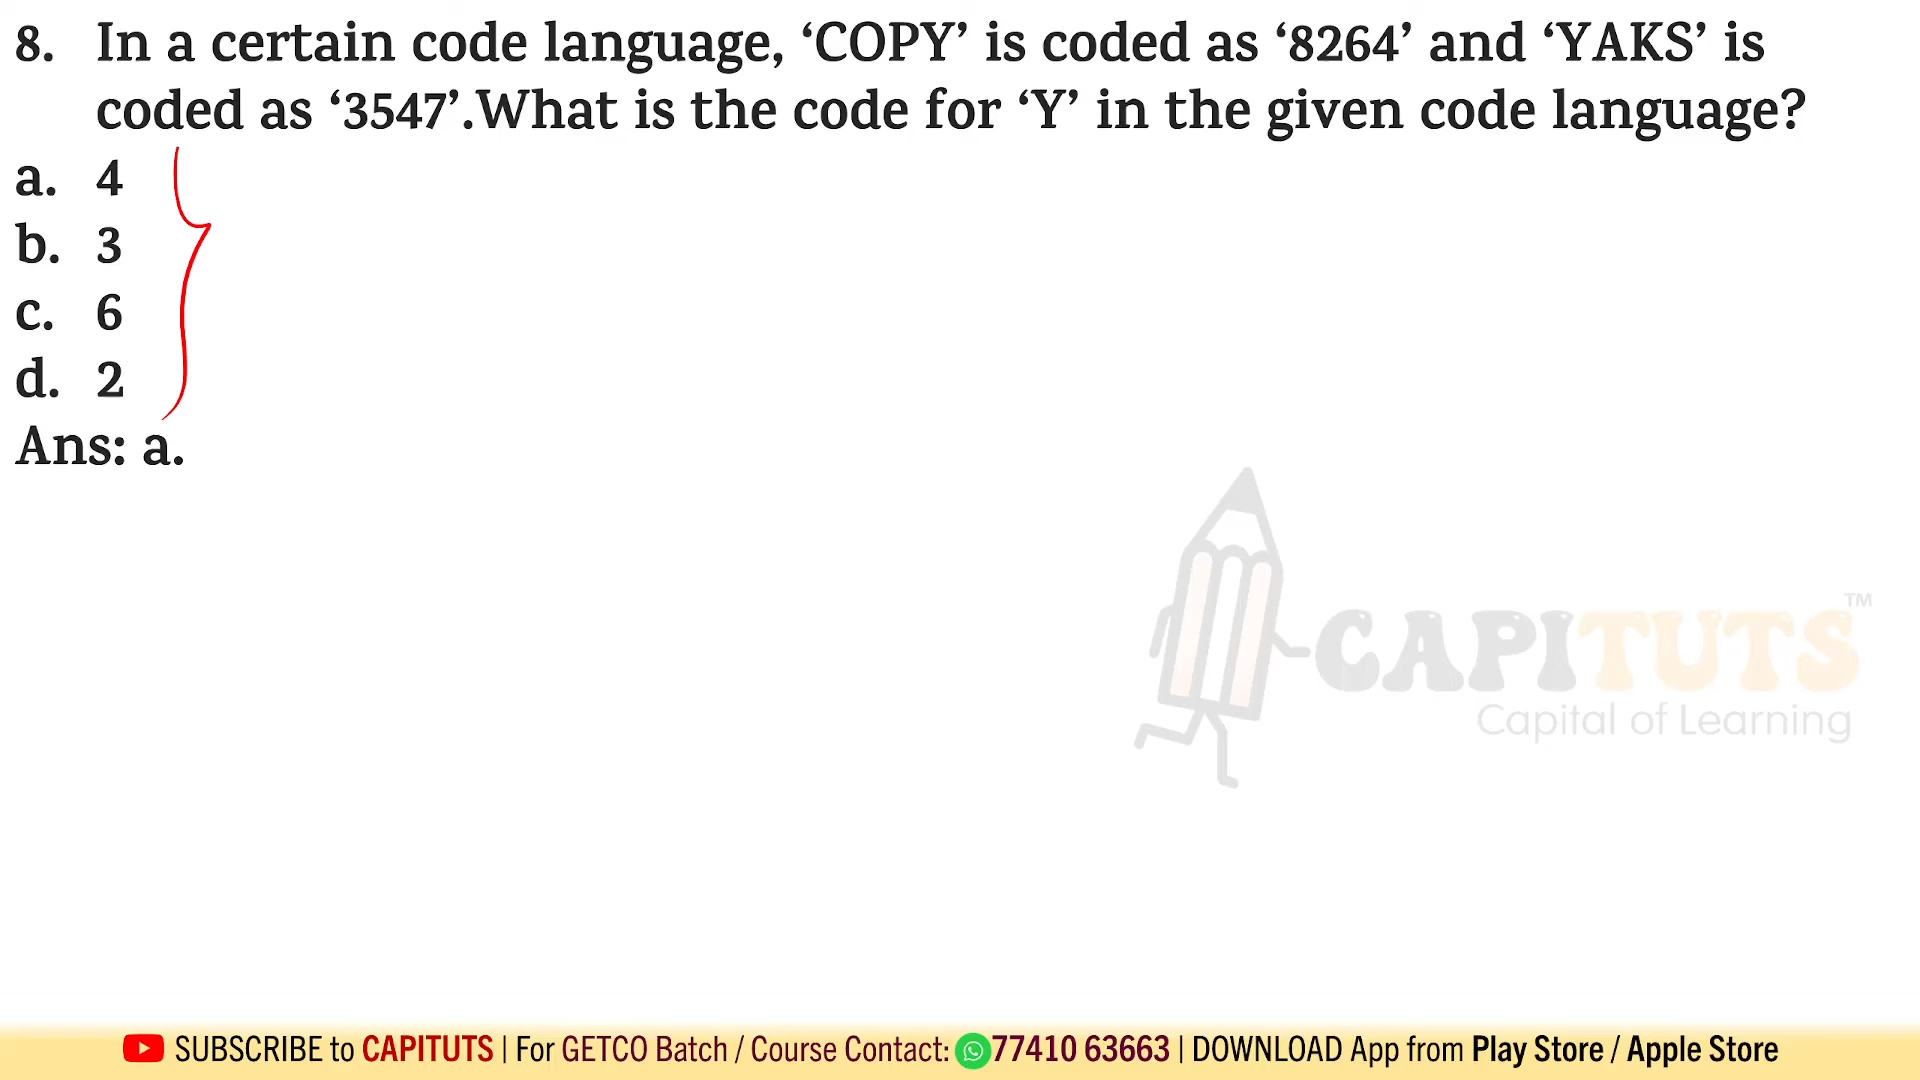 8. In a certain code language, ‘COPY’ is coded as ‘8264’ and ‘YAKS’ is
coded as ‘3547’.What is the code for ‘Y’ in the given code language?
a. 4
b. 3
c. 6
d. 2
Ans: a.
CAPITUTS™
Capital of Learning
SUBSCRIBE to CAPITUTS | For GETCO Batch / Course Contact: 77410 63663 | DOWNLOAD App from Play Store / Apple Store